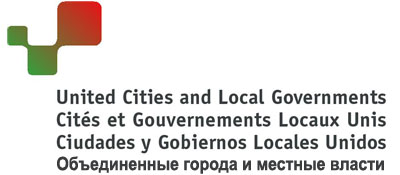 United Cities and Local Governments
Cités et Gouvernements Locaux Unis
Ciudades y Gobiernos Locales Unidos
Объединенные города и местные власти